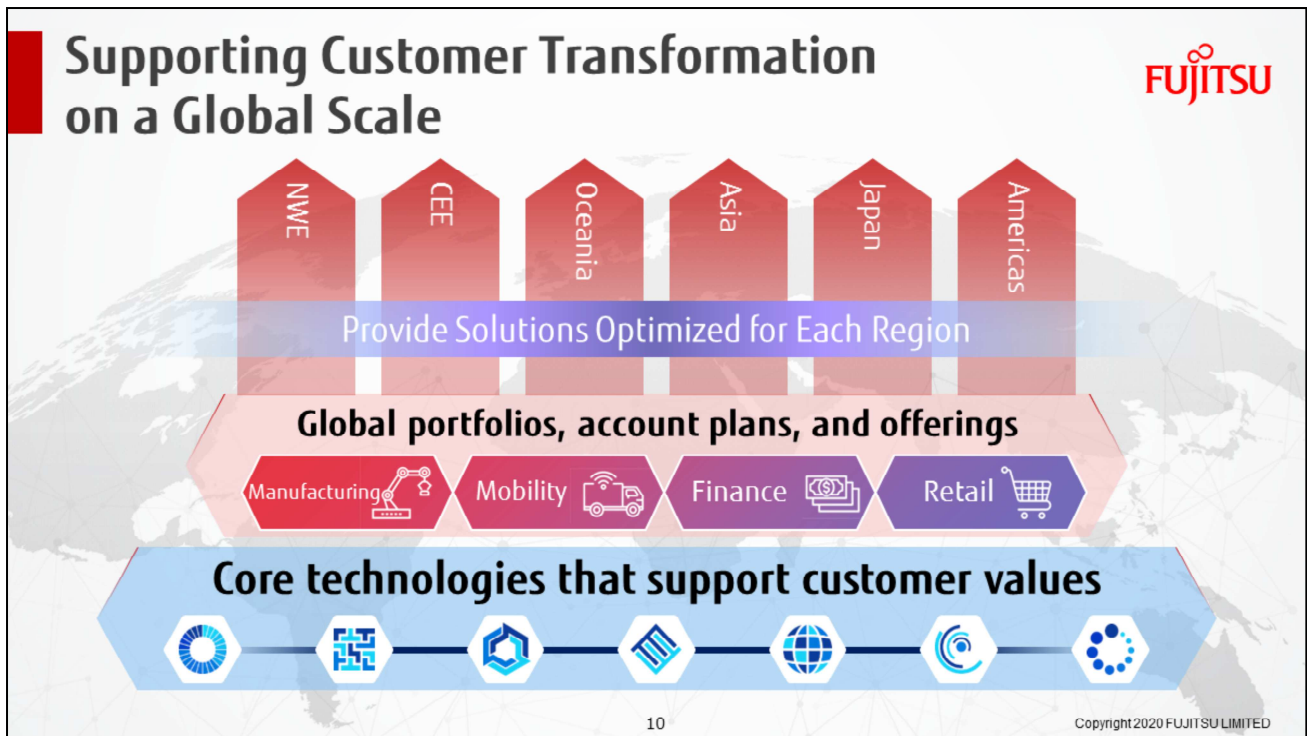 Supporting Customer Transformation
on a Global Scale
FUJITSU
NWE
CEE
Oceania
Asia
Japan
Americas
Provide Solutions Optimized for Each Region
Global portfolios, account plans, and offerings
Manufacturing
Mobility
Finance
Retail
Core technologies that support customer values
10
Copyright 2020 FUJITSU LIMITED